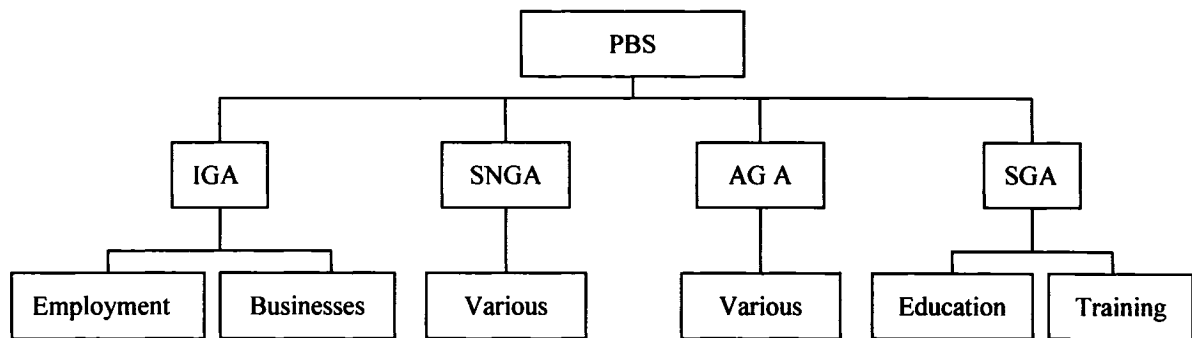 PBS
IGA
SNGA
AG A
SGA
Employment
Businesses
Various
Various
Education
Training